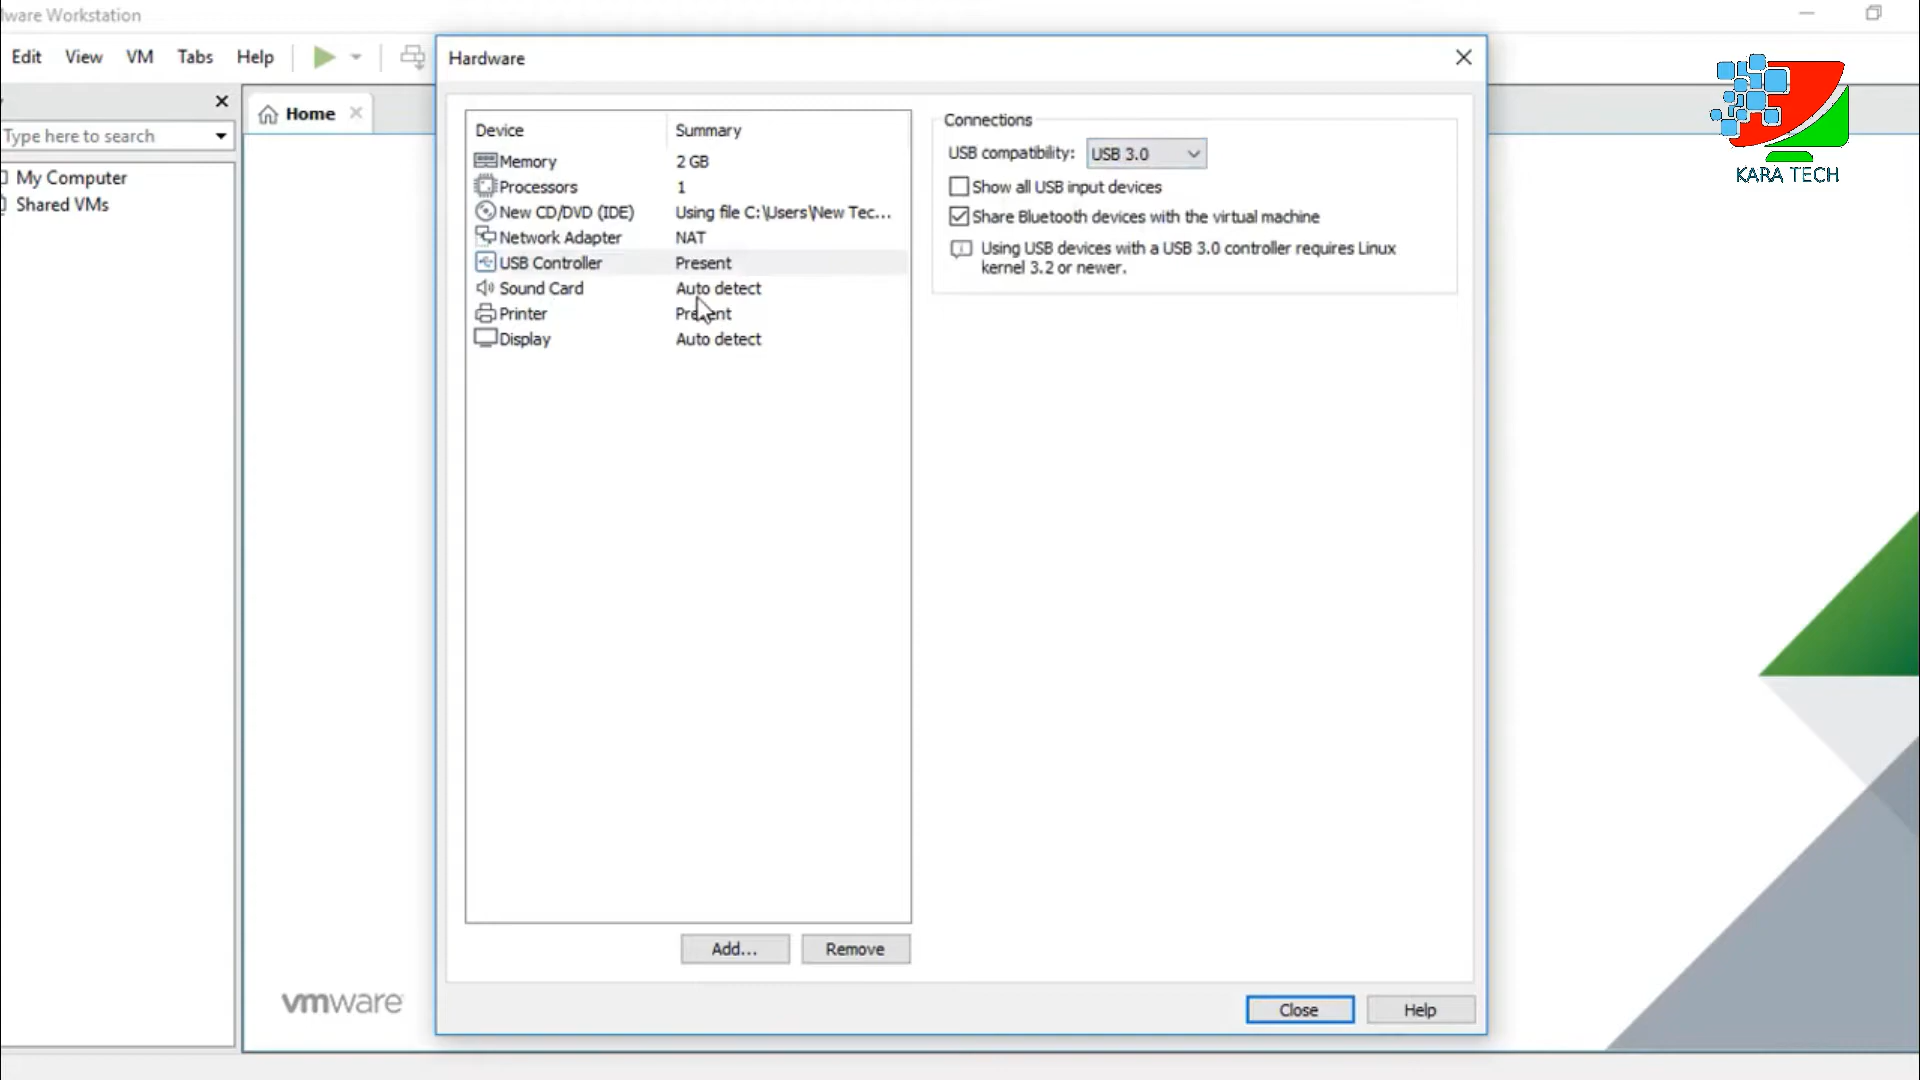 ware Workstation
Edit View VM Tabs Help
Hardware
Home
Type here to search
My Computer
Shared VMs
Device Summary
Memory 2 GB
Processors 1
New CD/DVD (IDE) Using file C:\Users\New Tec...
Network Adapter NAT
USB Controller Present
Sound Card Auto detect
Printer Present
Display Auto detect
Add... Remove
Connections
USB compatibility: USB 3.0
Show all USB input devices
Share Bluetooth devices with the virtual machine
Using USB devices with a USB 3.0 controller requires Linux
kernel 3.2 or newer.
Close Help
vmware
KARA TECH